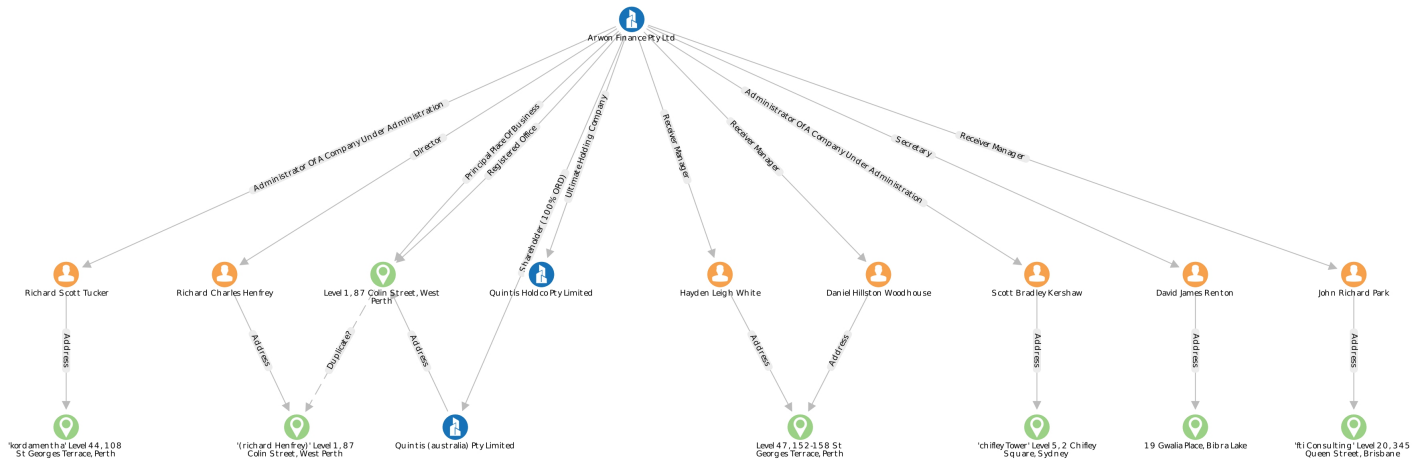 Arwon Finance Pty Ltd
Administrator Of A Company Under Administration
Director
Principal Place Of Business
Registered Office
Shareholder (100% ORD)
Ultimate Holding Company
Receiver Manager
Receiver Manager
Administrator Of A Company Under Administration
Secretary
Receiver Manager
Richard Scott Tucker
Richard Charles Henfrey
Level 1, 87 Colin Street, West
Perth
Quintis Holdco Pty Limited
Hayden Leigh White
Daniel Hillston Woodhouse
Scott Bradley Kershaw
David James Renton
John Richard Park
Address
Address
Duplicate?
Address
Address
Address
Address
Address
Address
'kordamentha' Level 44, 108
St Georges Terrace, Perth
'(richard Henfrey)' Level 1, 87
Colin Street, West Perth
Quintis (australia) Pty Limited
Level 47, 152-158 St
Georges Terrace, Perth
'chifley Tower' Level 5, 2 Chifley
Square, Sydney
19 Gwalia Place, Bibra Lake
'fti Consulting' Level 20, 345
Queen Street, Brisbane